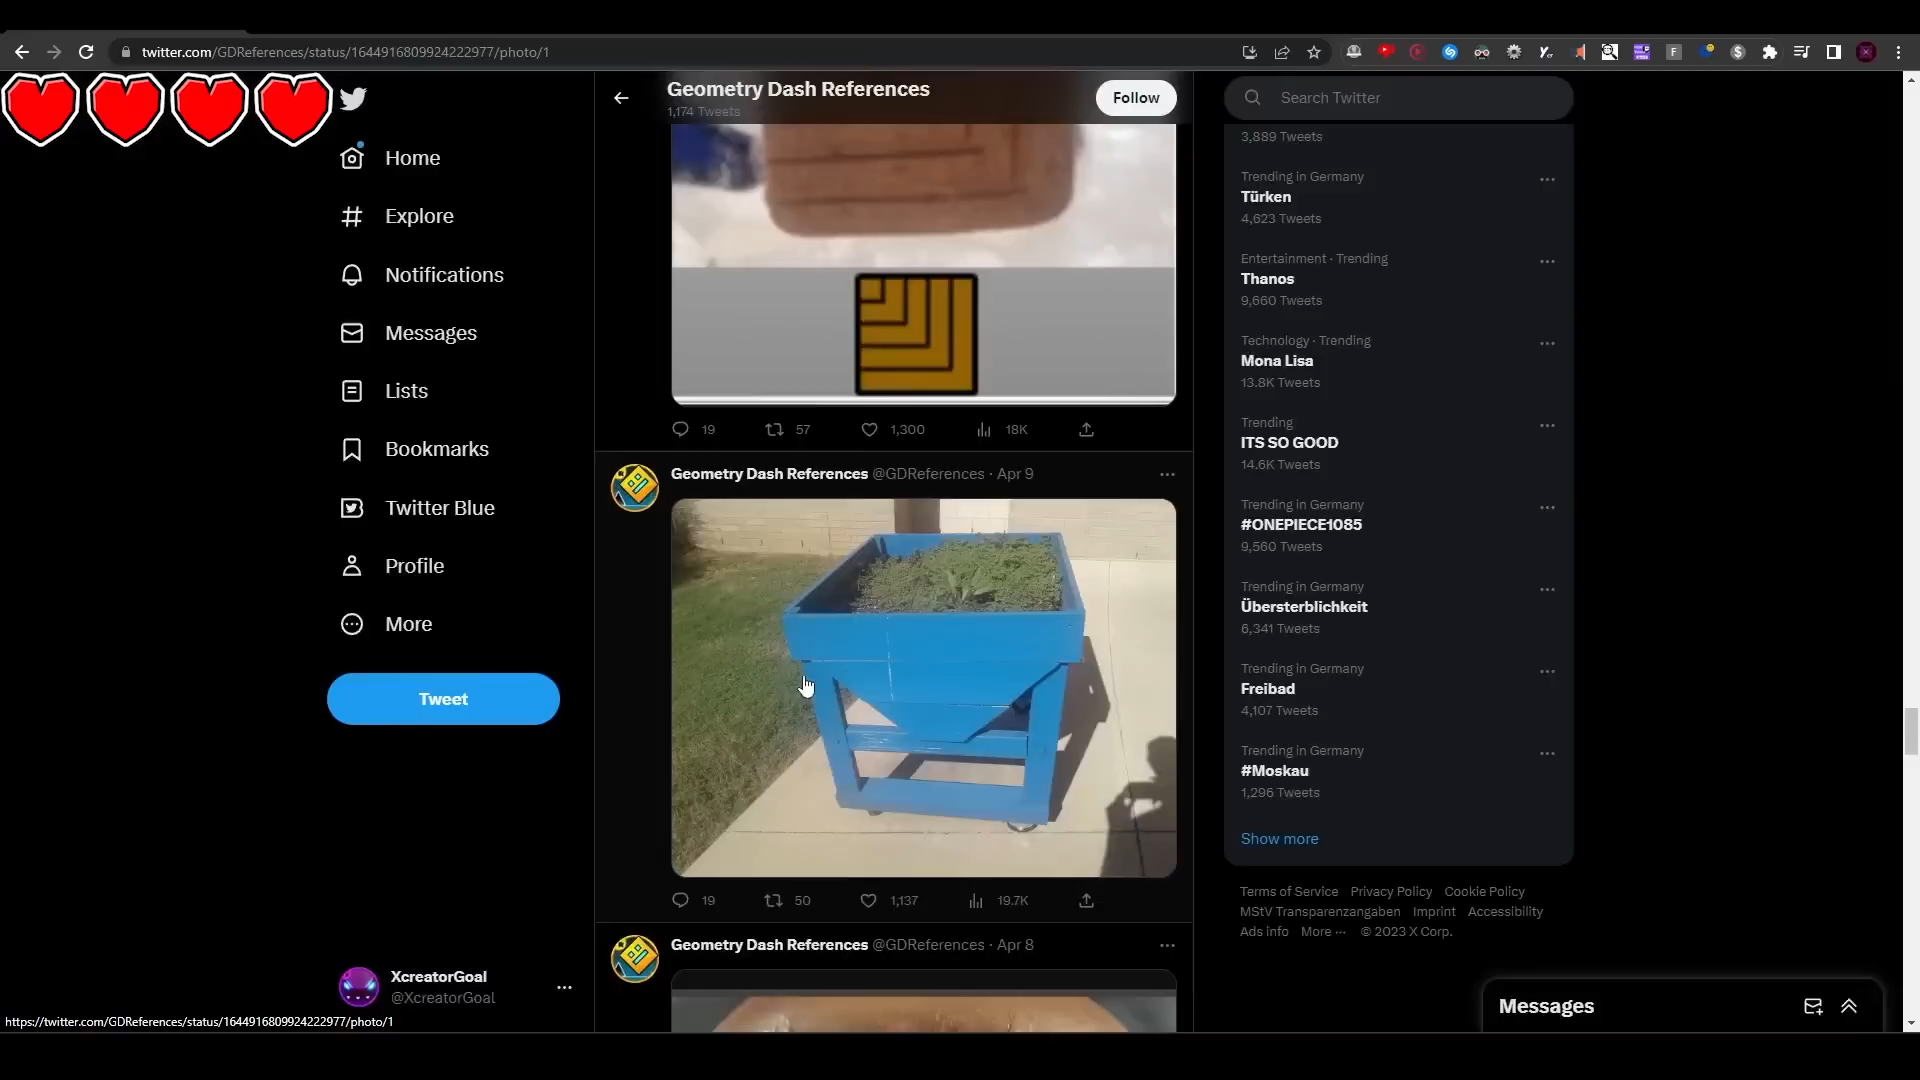 twitter.com/GDReferences/status/1644916809924222977/photo/1
Home
Explore
Notifications
Messages
Lists
Bookmarks
Twitter Blue
Profile
More
Tweet
XcreatorGoal
@XcreatorGoal
https://twitter.com/GDReferences/status/1644916809924222977/photo/1
Geometry Dash References
1,174 Tweets
Follow
19 57 1,300 18K
Geometry Dash References @GDReferences · Apr 9
19 50 1,137 19.7K
Geometry Dash References @GDReferences · Apr 8
Search Twitter
3,889 Tweets
Trending in Germany
Türken
4,623 Tweets
Entertainment · Trending
Thanos
9,660 Tweets
Technology · Trending
Mona Lisa
13.8K Tweets
Trending
ITS SO GOOD
14.6K Tweets
Trending in Germany
#ONEPIECE1085
9,560 Tweets
Trending in Germany
Übersterblichkeit
6,341 Tweets
Trending in Germany
Freibad
4,107 Tweets
Trending in Germany
#Moskau
1,296 Tweets
Show more
Terms of Service Privacy Policy Cookie Policy
MStV Transparenzangaben Imprint Accessibility
Ads info More ··· © 2023 X Corp.
Messages